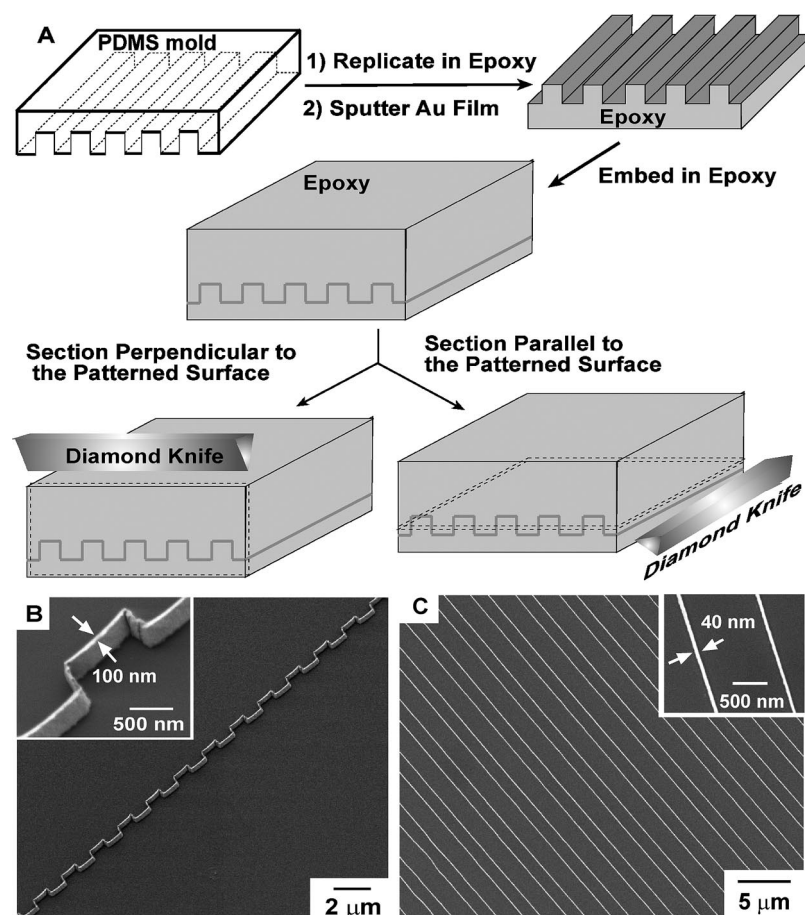 A
PDMS mold
1) Replicate in Epoxy
2) Sputter Au Film
Epoxy
Embed in Epoxy
Epoxy
Section Perpendicular to
the Patterned Surface
Section Parallel to
the Patterned Surface
Diamond Knife
Diamond Knife
B
100 nm
500 nm
2 μm
C
40 nm
500 nm
5 μm